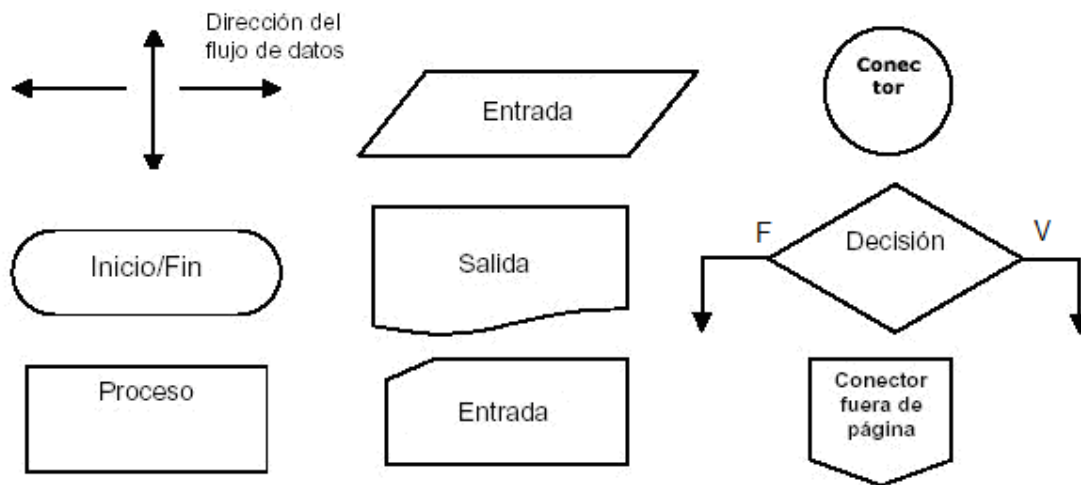 Dirección del
flujo de datos
Entrada
Conec
tor
Inicio/Fin
Salida
F
Decisión
V
Proceso
Entrada
Conector
fuera de
página